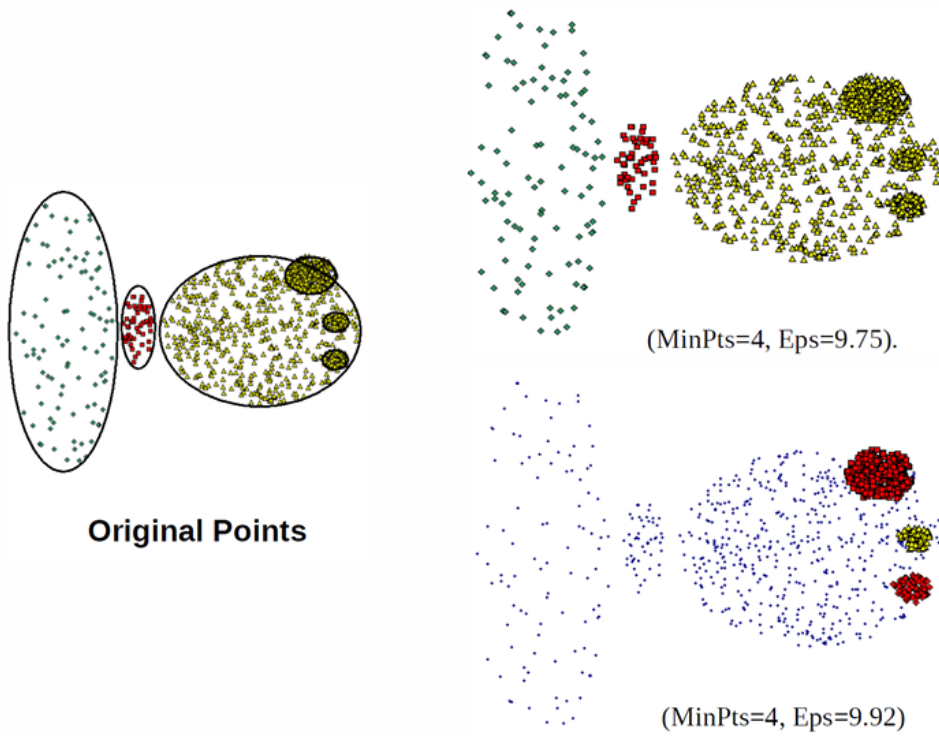 (MinPts=4, Eps=9.75).
Original Points
(MinPts=4, Eps=9.92)